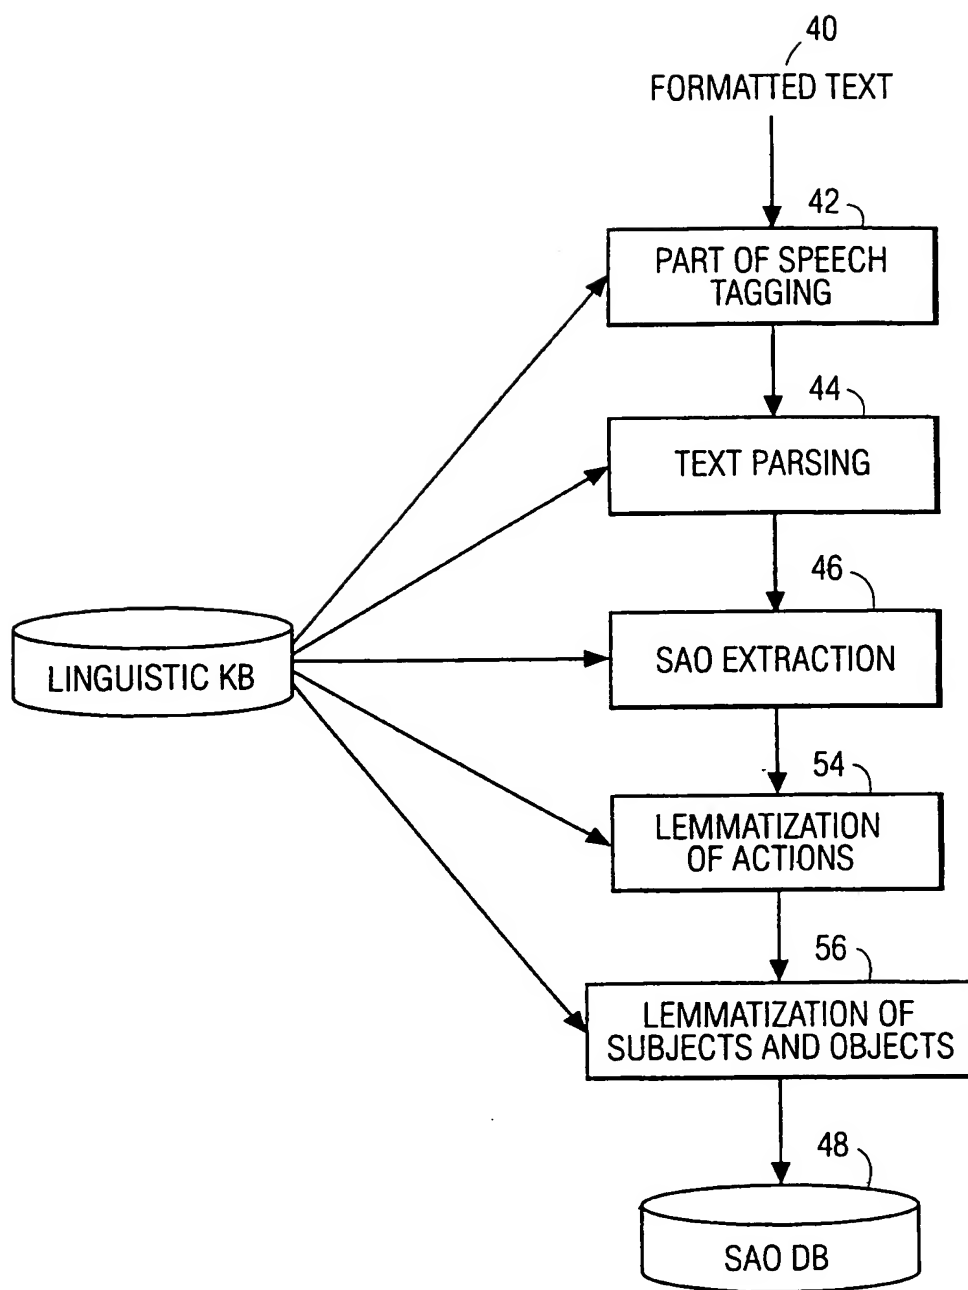 40
FORMATTED TEXT
42
PART OF SPEECH
TAGGING
44
TEXT PARSING
46
SAO EXTRACTION
LINGUISTIC KB
54
LEMMATIZATION
OF ACTIONS
56
LEMMATIZATION OF
SUBJECTS AND OBJECTS
48
SAO DB